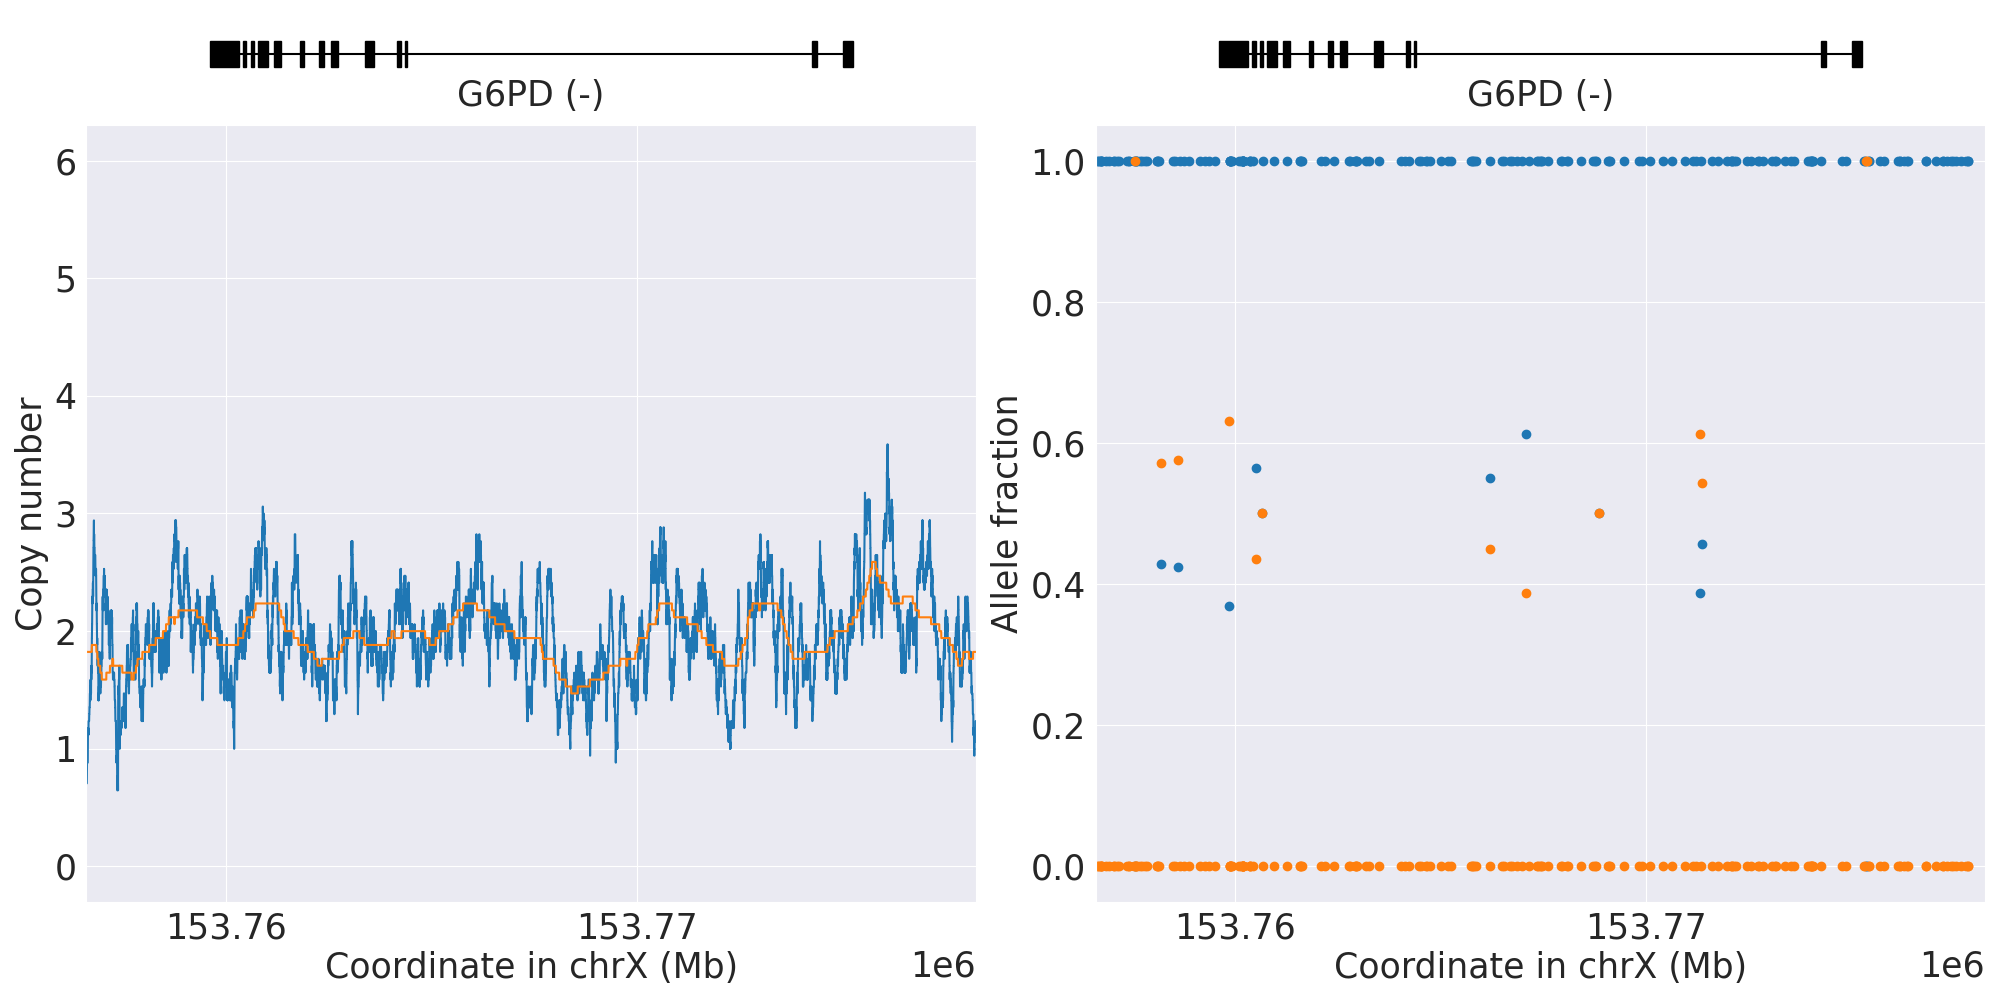 G6PD (-)
6
5
4
3
2
1
0
Copy number
153.76
153.77
Coordinate in chrX (Mb)
1e6
G6PD (-)
1.0
0.8
0.6
0.4
0.2
0.0
Allele fraction
153.76
153.77
Coordinate in chrX (Mb)
1e6